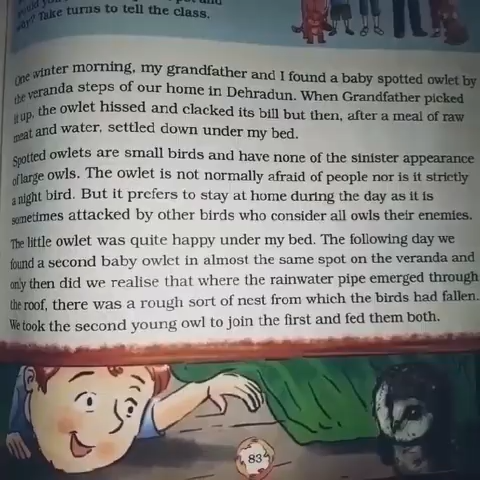 Take turns to tell the class.
One winter morning, my grandfather and I found a baby spotted owlet by
the veranda steps of our home in Dehradun. When Grandfather picked
it up, the owlet hissed and clacked its bill but then, after a meal of raw
meat and water, settled down under my bed.
Spotted owlets are small birds and have none of the sinister appearance
of large owls. The owlet is not normally afraid of people nor is it strictly
a night bird. But it prefers to stay at home during the day as it is
sometimes attacked by other birds who consider all owls their enemies.
The little owlet was quite happy under my bed. The following day we
found a second baby owlet in almost the same spot on the veranda and
only then did we realise that where the rainwater pipe emerged through
the roof, there was a rough sort of nest from which the birds had fallen.
We took the second young owl to join the first and fed them both.
83